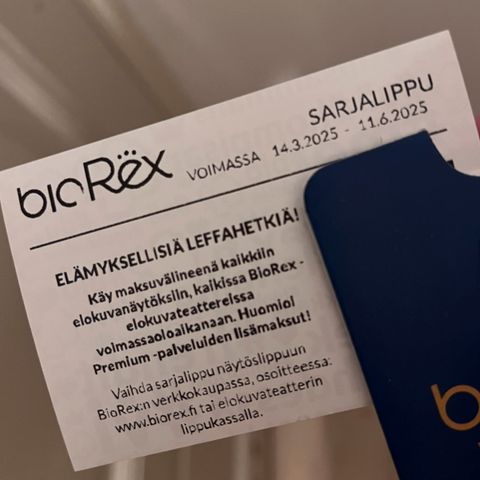 SARJALIPPU
bioRëx VOIMASSA 14.3.2025 - 11.6.2025
ELÄMYKSELLISIÄ LEFFAHETKIÄ!
Käy maksuvälineenä kaikkiin
elokuvanäytöksiin, kaikissa BioRex -
elokuvateattereissa
voimassaoloaikanaan. Huomioi
Premium -palveluiden lisämaksut!
Vaihda sarjalippu näytöslippuun
BioRex:n verkkokaupassa, osoitteessa:
www.biorex.fi tai elokuvateatterin
lippukassalla.
b